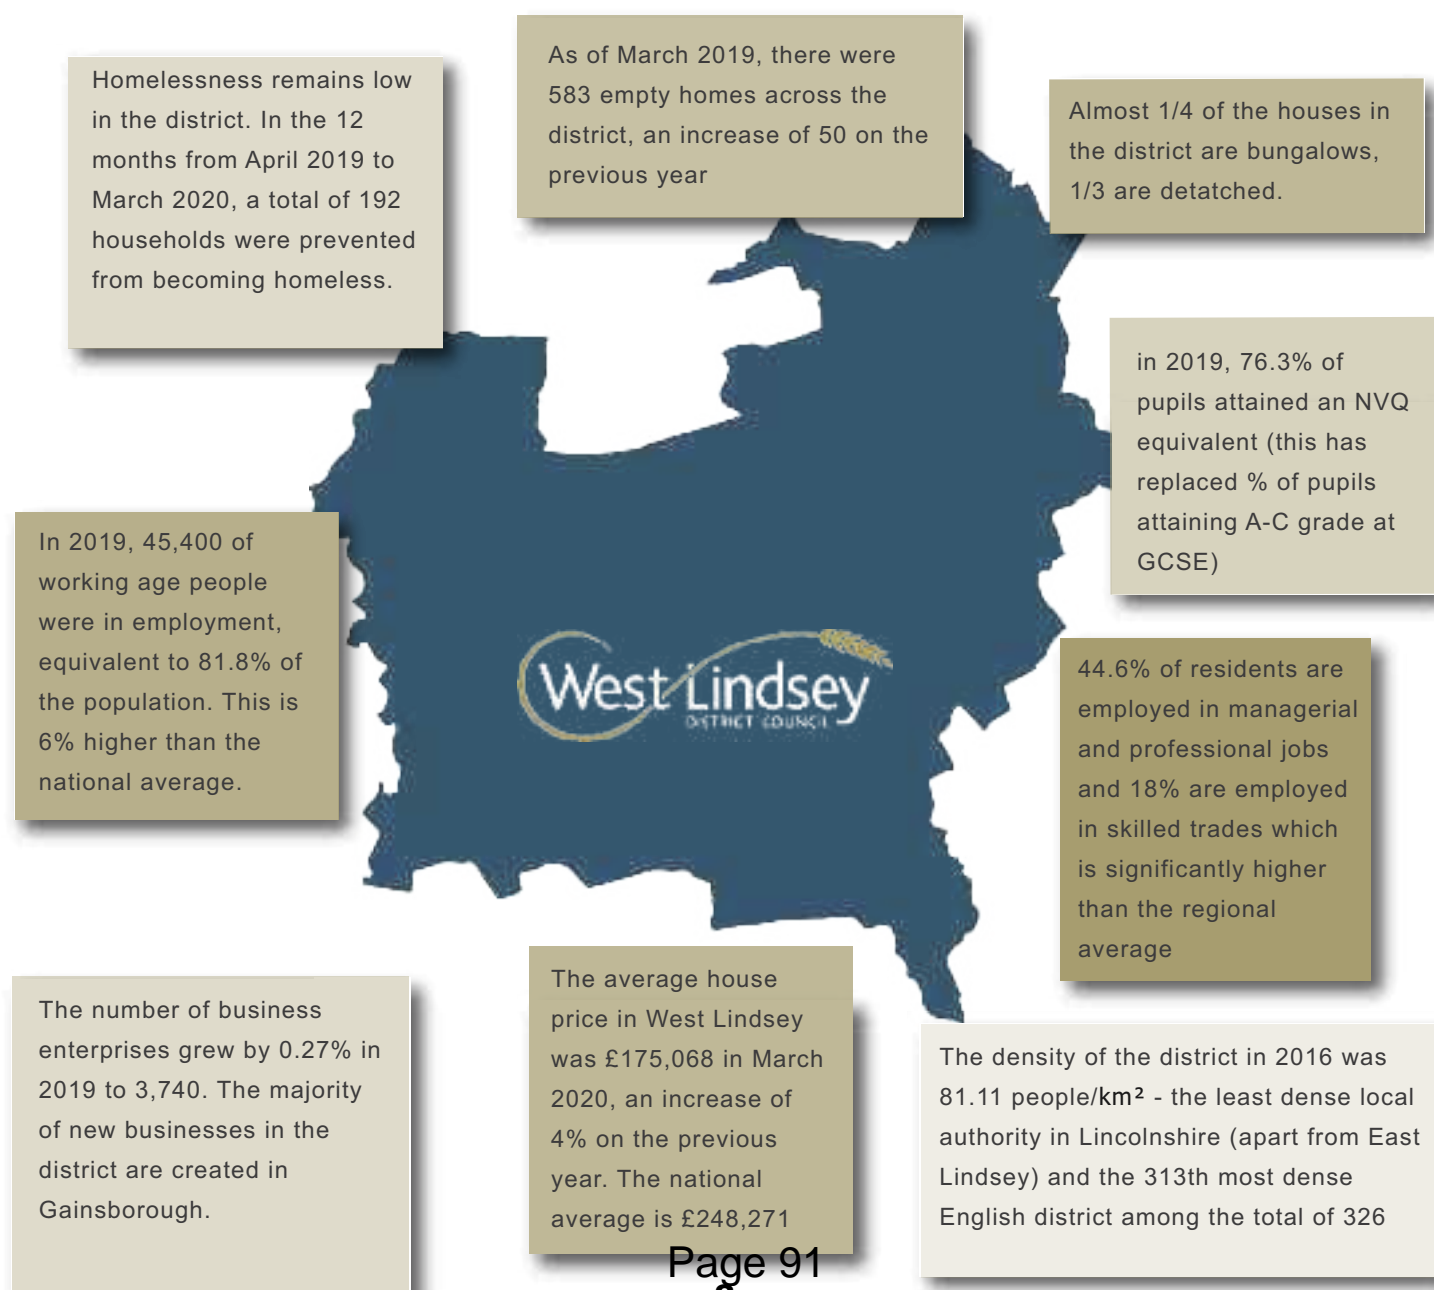 Homelessness remains low
in the district. In the 12
months from April 2019 to
March 2020, a total of 192
households were prevented
from becoming homeless.
As of March 2019, there were
583 empty homes across the
district, an increase of 50 on the
previous year
Almost 1/4 of the houses in
the district are bungalows,
1/3 are detatched.
in 2019, 76.3% of
pupils attained an NVQ
equivalent (this has
replaced % of pupils
attaining A-C grade at
GCSE)
In 2019, 45,400 of
working age people
were in employment,
equivalent to 81.8% of
the population. This is
6% higher than the
national average.
West Lindsey
DISTRICT COUNCIL
44.6% of residents are
employed in managerial
and professional jobs
and 18% are employed
in skilled trades which
is significantly higher
than the regional
average
The number of business
enterprises grew by 0.27% in
2019 to 3,740. The majority
of new businesses in the
district are created in
Gainsborough.
The average house
price in West Lindsey
was £175,068 in March
2020, an increase of
4% on the previous
year. The national
average is £248,271
The density of the district in 2016 was
81.11 people/km² - the least dense local
authority in Lincolnshire (apart from East
Lindsey) and the 313th most dense
English district among the total of 326
Page 91